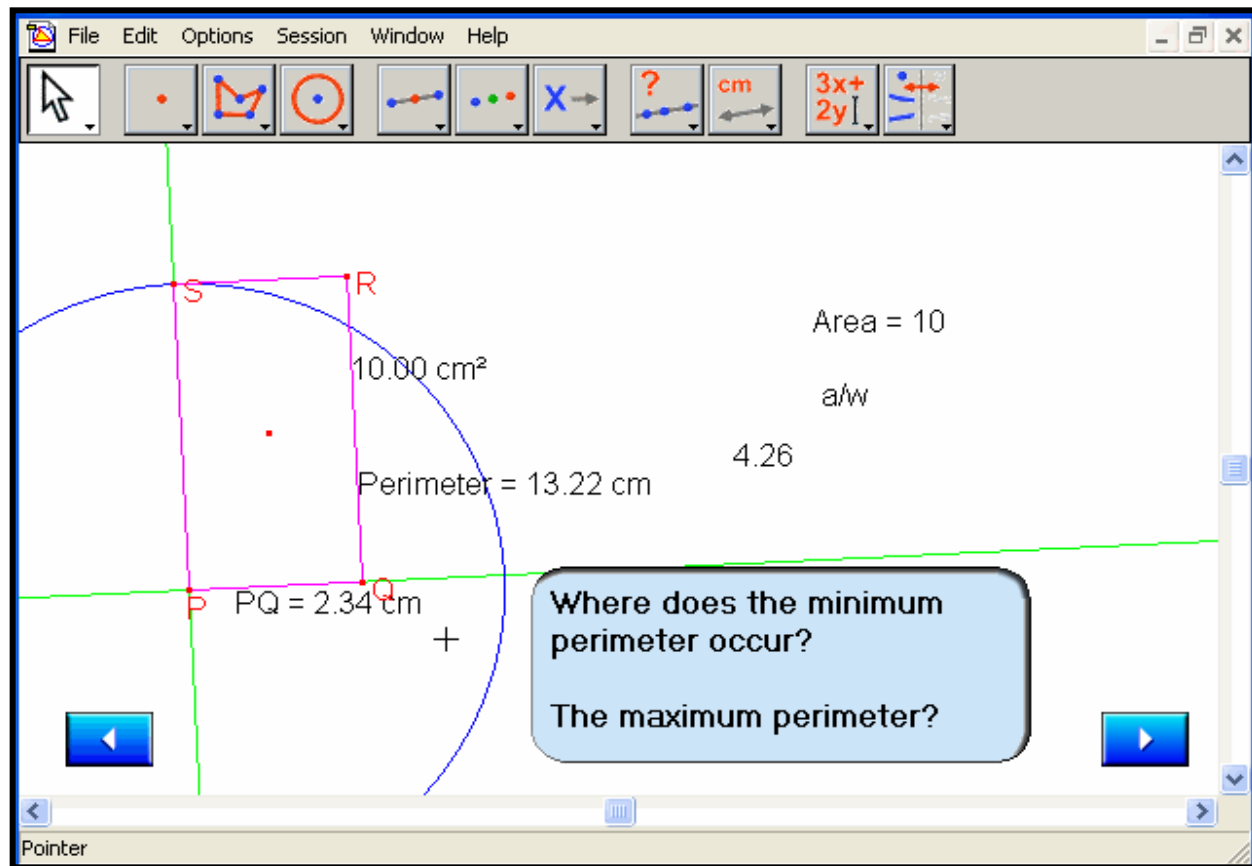 File Edit Options Session Window Help
? cm 3x+
X 2y
S R
Area = 10
10.00 cm²
a/w
4.26
Perimeter = 13.22 cm
P Q
PQ = 2.34 cm
Where does the minimum
perimeter occur?
The maximum perimeter?
Pointer